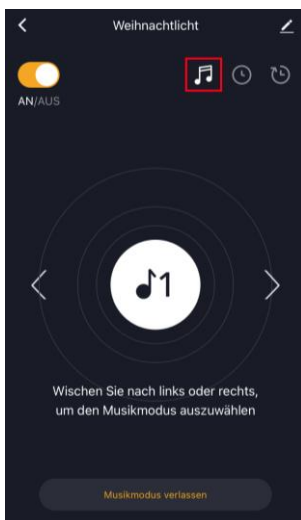 Weihnachtlicht
AN/AUS
1
Wischen Sie nach links oder rechts,
um den Musikmodus auszuwählen
Musikmodus verlassen